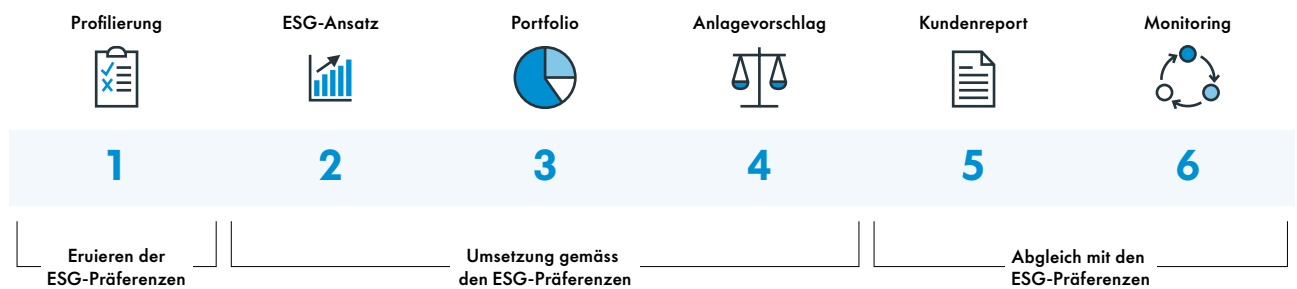 Profilierung
ESG-Ansatz
Portfolio
Anlagevorschlag
Kundenreport
Monitoring
1
2
3
4
5
6
Eruieren der
ESG-Präferenzen
Umsetzung gemäss
den ESG-Präferenzen
Abgleich mit den
ESG-Präferenzen